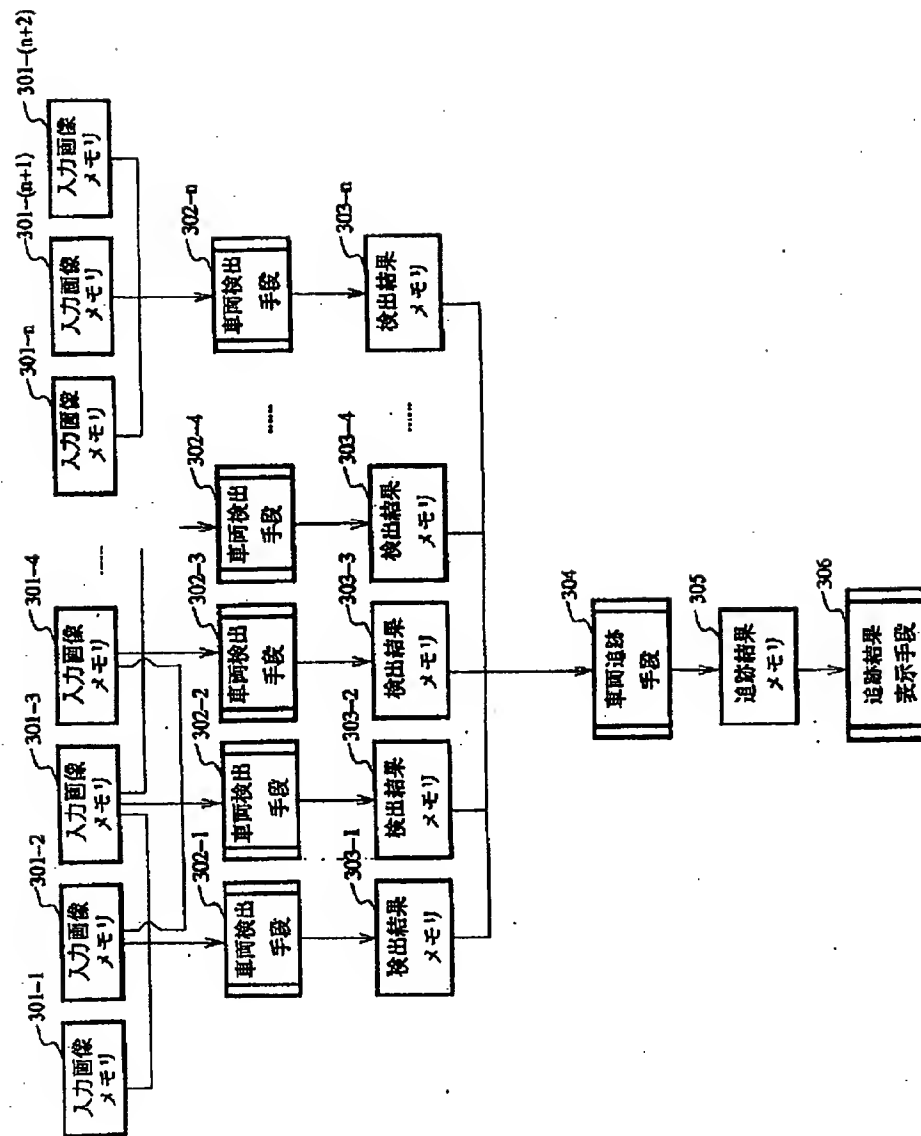 301-1
入力画像
メモリ
301-2
入力画像
メモリ
301-3
入力画像
メモリ
301-4
入力画像
メモリ
......
301-n
入力画像
メモリ
301-(n+1)
入力画像
メモリ
301-(n+2)
入力画像
メモリ
302-1
車両検出
手段
302-2
車両検出
手段
302-3
車両検出
手段
302-4
車両検出
手段
......
302-n
車両検出
手段
303-1
検出結果
メモリ
303-2
検出結果
メモリ
303-3
検出結果
メモリ
303-4
検出結果
メモリ
......
303-n
検出結果
メモリ
304
車両追跡
手段
305
追跡結果
メモリ
306
追跡結果
表示手段